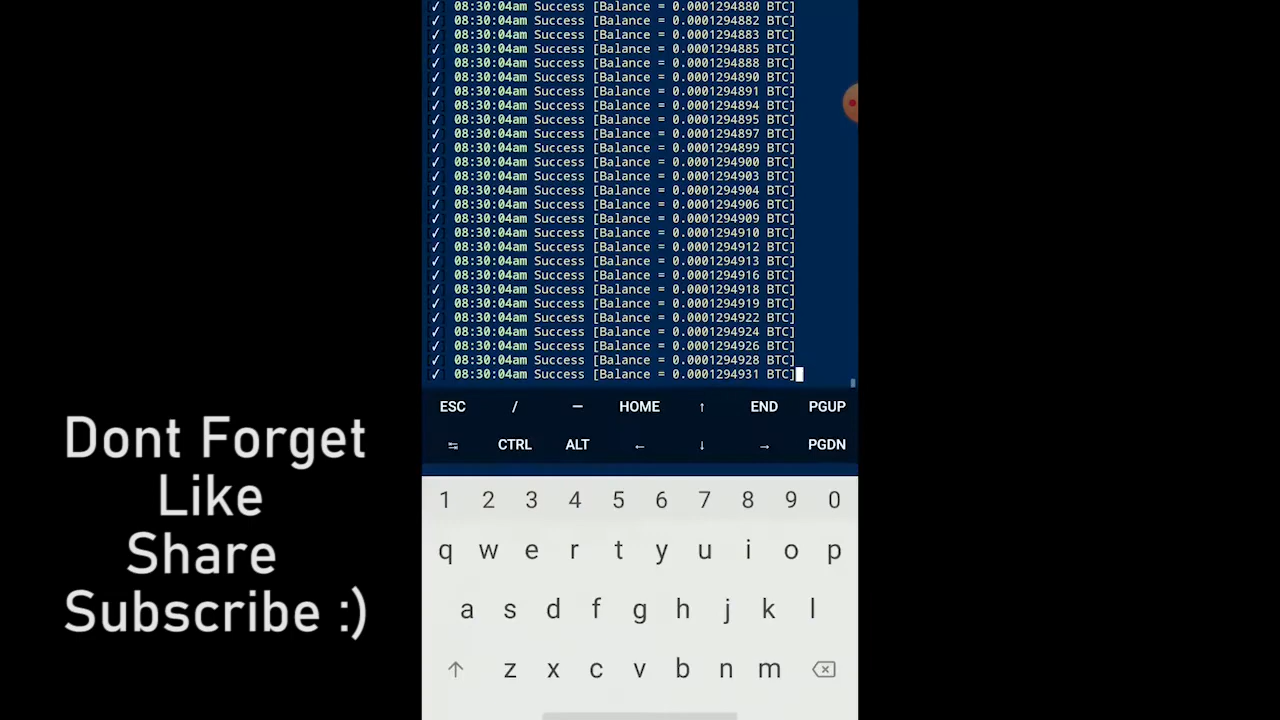 ✓ 08:30:04am Success [Balance = 0.0001294880 BTC]
✓ 08:30:04am Success [Balance = 0.0001294882 BTC]
✓ 08:30:04am Success [Balance = 0.0001294883 BTC]
✓ 08:30:04am Success [Balance = 0.0001294885 BTC]
✓ 08:30:04am Success [Balance = 0.0001294888 BTC]
✓ 08:30:04am Success [Balance = 0.0001294890 BTC]
✓ 08:30:04am Success [Balance = 0.0001294891 BTC]
✓ 08:30:04am Success [Balance = 0.0001294894 BTC]
✓ 08:30:04am Success [Balance = 0.0001294895 BTC]
✓ 08:30:04am Success [Balance = 0.0001294897 BTC]
✓ 08:30:04am Success [Balance = 0.0001294899 BTC]
✓ 08:30:04am Success [Balance = 0.0001294900 BTC]
✓ 08:30:04am Success [Balance = 0.0001294903 BTC]
✓ 08:30:04am Success [Balance = 0.0001294904 BTC]
✓ 08:30:04am Success [Balance = 0.0001294906 BTC]
✓ 08:30:04am Success [Balance = 0.0001294909 BTC]
✓ 08:30:04am Success [Balance = 0.0001294910 BTC]
✓ 08:30:04am Success [Balance = 0.0001294912 BTC]
✓ 08:30:04am Success [Balance = 0.0001294913 BTC]
✓ 08:30:04am Success [Balance = 0.0001294916 BTC]
✓ 08:30:04am Success [Balance = 0.0001294918 BTC]
✓ 08:30:04am Success [Balance = 0.0001294919 BTC]
✓ 08:30:04am Success [Balance = 0.0001294922 BTC]
✓ 08:30:04am Success [Balance = 0.0001294924 BTC]
✓ 08:30:04am Success [Balance = 0.0001294926 BTC]
✓ 08:30:04am Success [Balance = 0.0001294928 BTC]
✓ 08:30:04am Success [Balance = 0.0001294931 BTC]
ESC / — HOME ↑ END PGUP
↹ CTRL ALT ← ↓ → PGDN
1 2 3 4 5 6 7 8 9 0
q w e r t y u i o p
a s d f g h j k l
z x c v b n m
Dont Forget
Like
Share
Subscribe :)